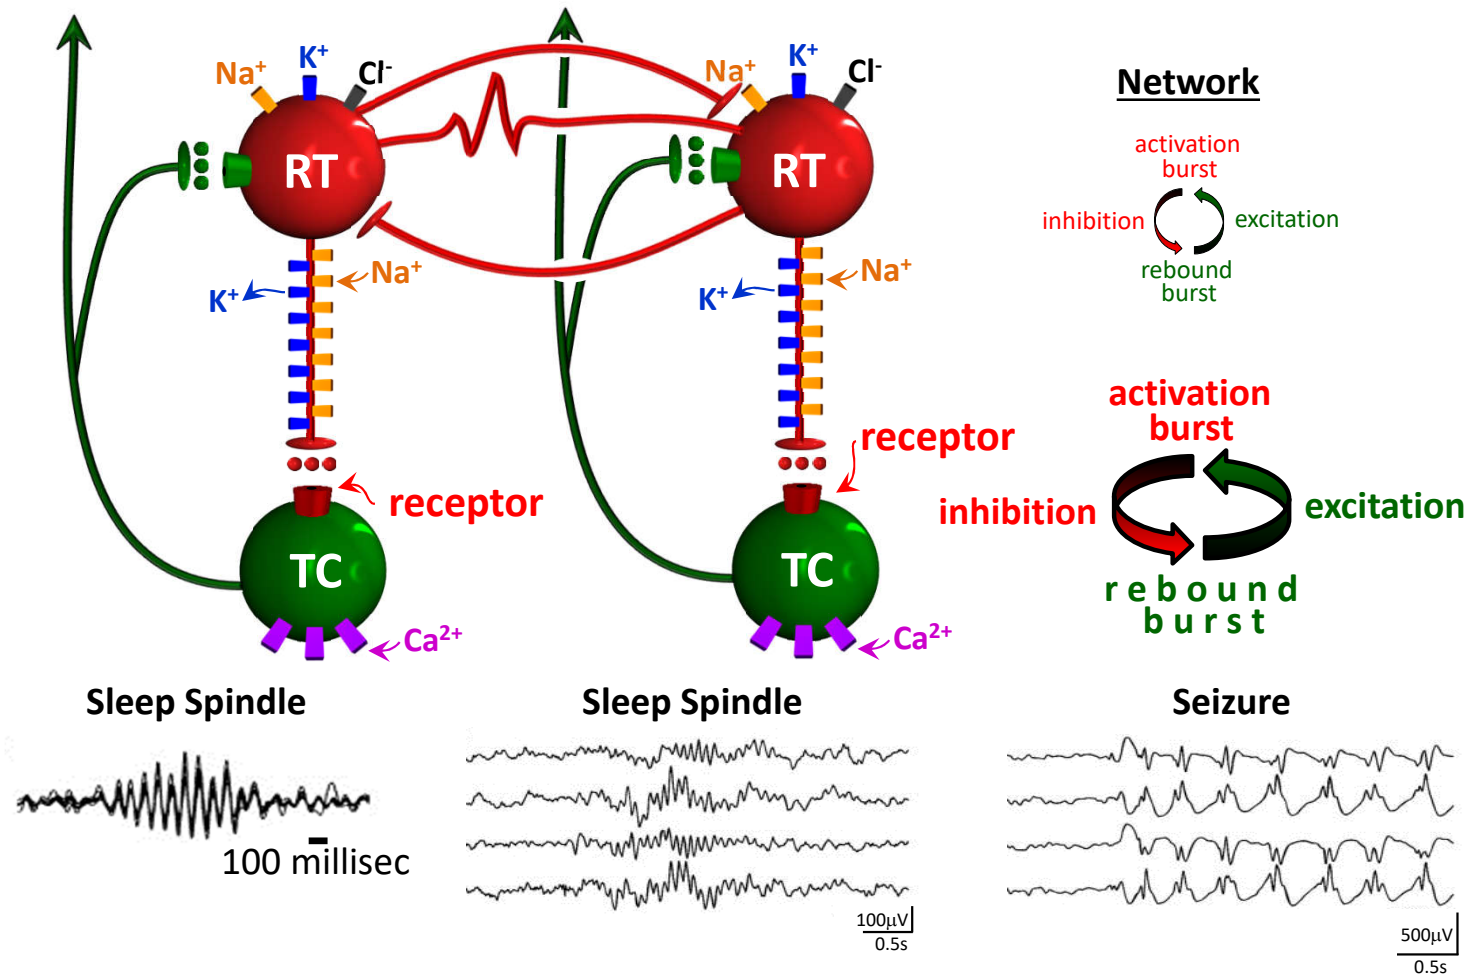 Na⁺
K⁺
Cl⁻
Na⁺
K⁺
Cl⁻
RT
RT
Network
activation
burst
inhibition
excitation
rebound
burst
K⁺
Na⁺
K⁺
Na⁺
receptor
receptor
activation
burst
inhibition
excitation
rebound
burst
TC
TC
Ca²⁺
Ca²⁺
Sleep Spindle
Sleep Spindle
Seizure
100 millisec
100μV
0.5s
500μV
0.5s